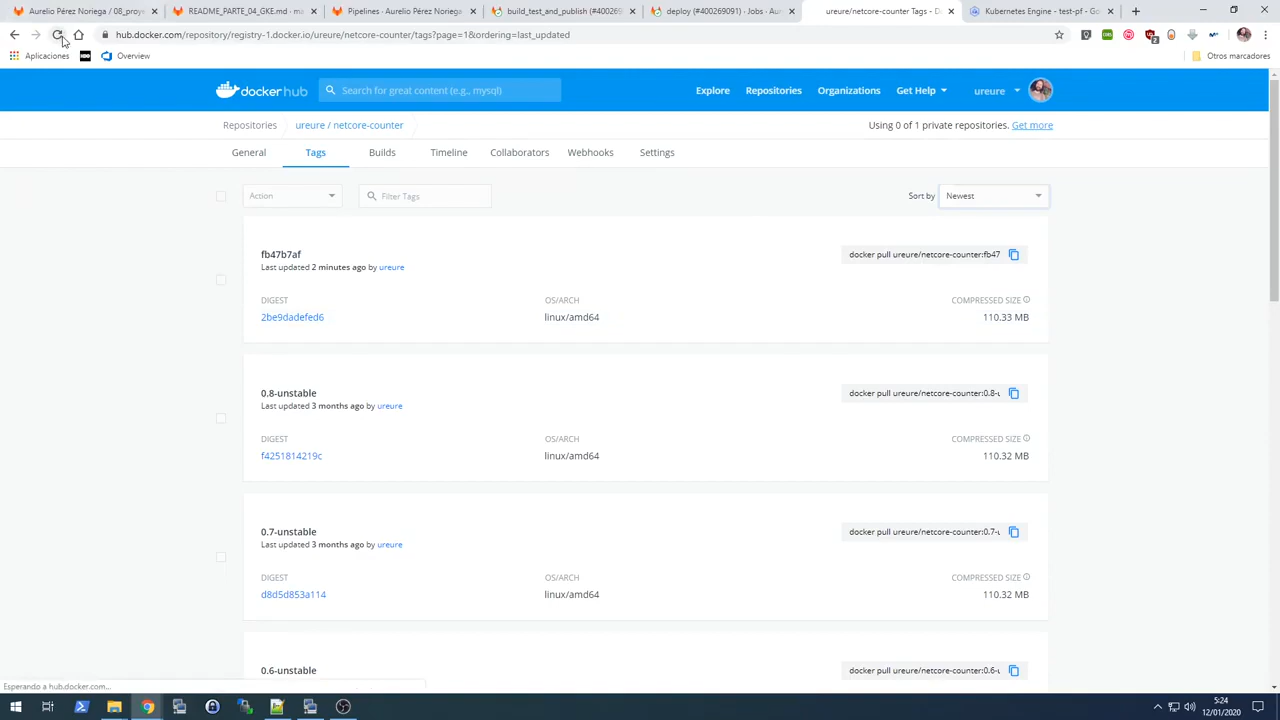 Aurelio Pérez Noriega / 08_proye
README_PARTE_04_GKE.md · ma
Pipelines · Aurelio Pérez Noriega
build_test_and_publish (#400269
deploy (#400269091) · Jobs · Aur
ureure/netcore-counter Tags - D
Kubernetes Engine - test-pf - Go
hub.docker.com/repository/registry-1.docker.io/ureure/netcore-counter/tags?page=1&ordering=last_updated
Aplicaciones
Overview
Otros marcadores
docker hub
Search for great content (e.g., mysql)
Explore
Repositories
Organizations
Get Help
ureure
Repositories
ureure / netcore-counter
Using 0 of 1 private repositories. Get more
General
Tags
Builds
Timeline
Collaborators
Webhooks
Settings
Action
Filter Tags
Sort by
Newest
fb47b7af
docker pull ureure/netcore-counter:fb47
Last updated 2 minutes ago by ureure
DIGEST
OS/ARCH
COMPRESSED SIZE
2be9dadefed6
linux/amd64
110.33 MB
0.8-unstable
docker pull ureure/netcore-counter:0.8-u
Last updated 3 months ago by ureure
DIGEST
OS/ARCH
COMPRESSED SIZE
f4251814219c
linux/amd64
110.32 MB
0.7-unstable
docker pull ureure/netcore-counter:0.7-u
Last updated 3 months ago by ureure
DIGEST
OS/ARCH
COMPRESSED SIZE
d8d5d853a114
linux/amd64
110.32 MB
0.6-unstable
docker pull ureure/netcore-counter:0.6-u
Esperando a hub.docker.com...
5:24
12/01/2020